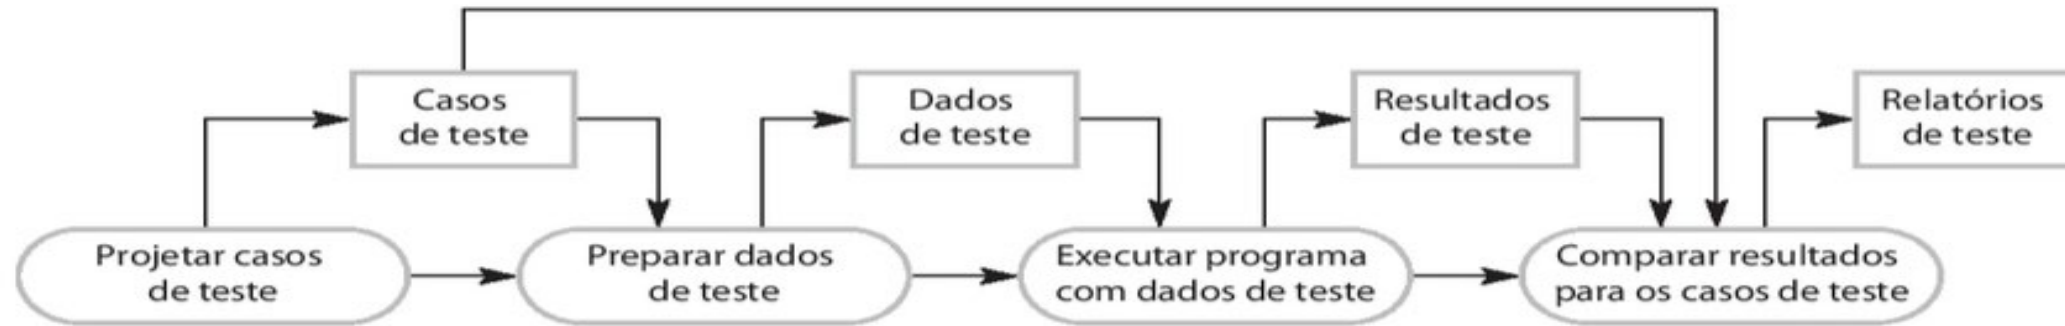 Casos
de teste
Dados
de teste
Resultados
de teste
Relatórios
de teste
Projetar casos
de teste
Preparar dados
de teste
Executar programa
com dados de teste
Comparar resultados
para os casos de teste